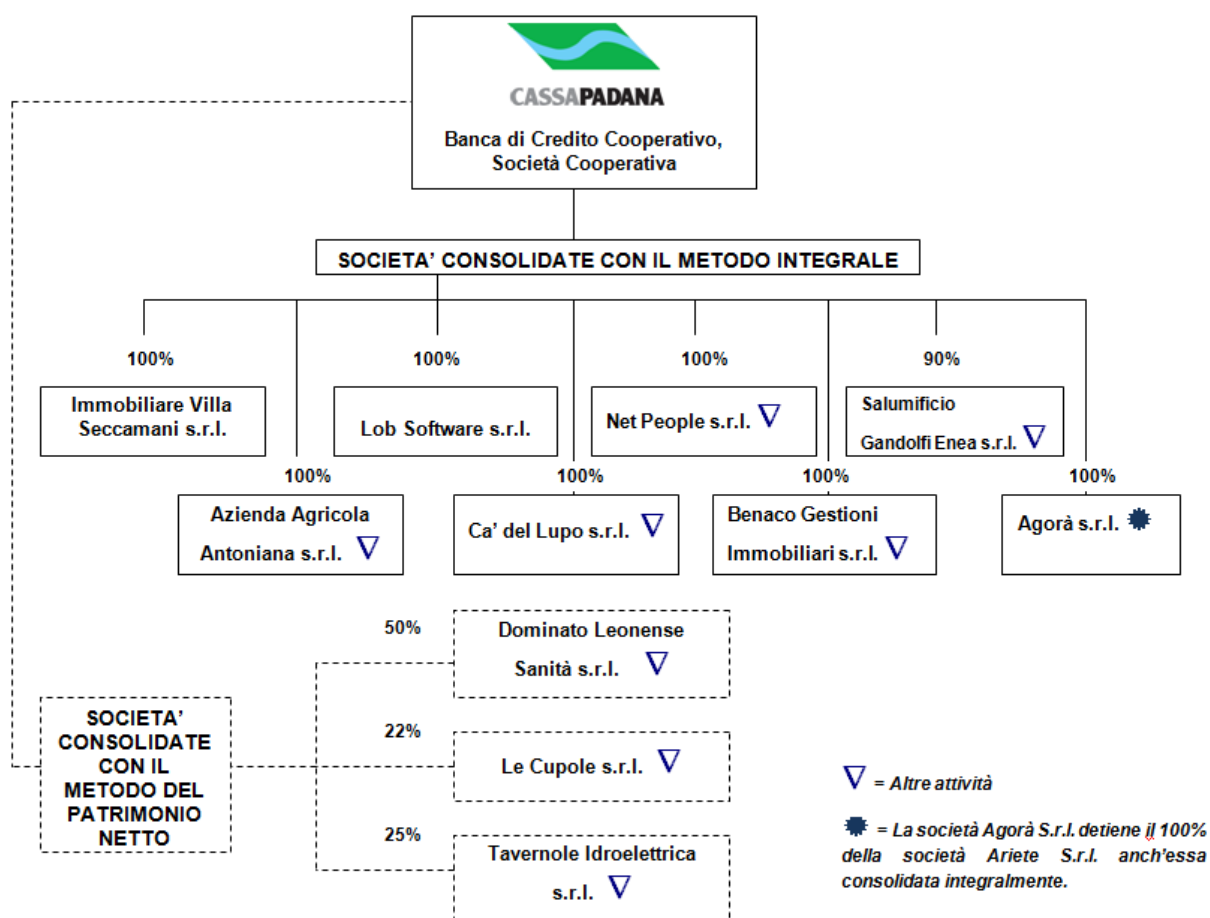 CASSAPADANA
Banca di Credito Cooperativo,
Società Cooperativa
SOCIETA’ CONSOLIDATE CON IL METODO INTEGRALE
100%
100%
100%
90%
Immobiliare Villa
Seccamani s.r.l.
Lob Software s.r.l.
Net People s.r.l.
Salumificio
Gandolfi Enea s.r.l.
100%
100%
100%
100%
Azienda Agricola
Antoniana s.r.l.
Ca’ del Lupo s.r.l.
Benaco Gestioni
Immobiliari s.r.l.
Agorà s.r.l.
50%
Dominato Leonense
Sanità s.r.l.
SOCIETA’
CONSOLIDATE
CON IL
METODO DEL
PATRIMONIO
NETTO
22%
Le Cupole s.r.l.
25%
Tavernole Idroelettrica
s.r.l.
= Altre attività
= La società Agorà S.r.l. detiene il 100%
della società Ariete S.r.l. anch’essa
consolidata integralmente.